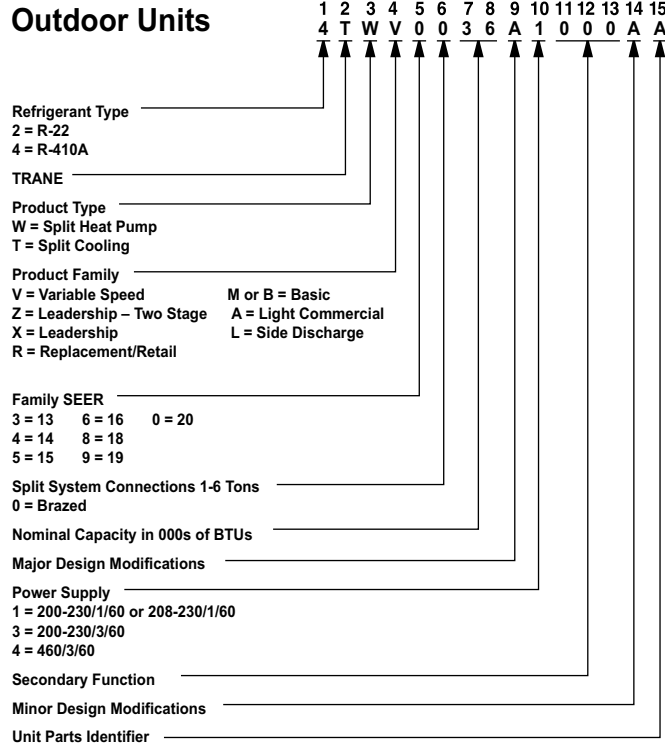 Outdoor Units
1 2 3 4 5 6 7 8 9 10 11 12 13 14 15
4 T W V 0 0 3 6 A 1 0 0 0 A A
Refrigerant Type
2 = R-22
4 = R-410A
TRANE
Product Type
W = Split Heat Pump
T = Split Cooling
Product Family
V = Variable Speed M or B = Basic
Z = Leadership – Two Stage A = Light Commercial
X = Leadership L = Side Discharge
R = Replacement/Retail
Family SEER
3 = 13 6 = 16 0 = 20
4 = 14 8 = 18
5 = 15 9 = 19
Split System Connections 1-6 Tons
0 = Brazed
Nominal Capacity in 000s of BTUs
Major Design Modifications
Power Supply
1 = 200-230/1/60 or 208-230/1/60
3 = 200-230/3/60
4 = 460/3/60
Secondary Function
Minor Design Modifications
Unit Parts Identifier